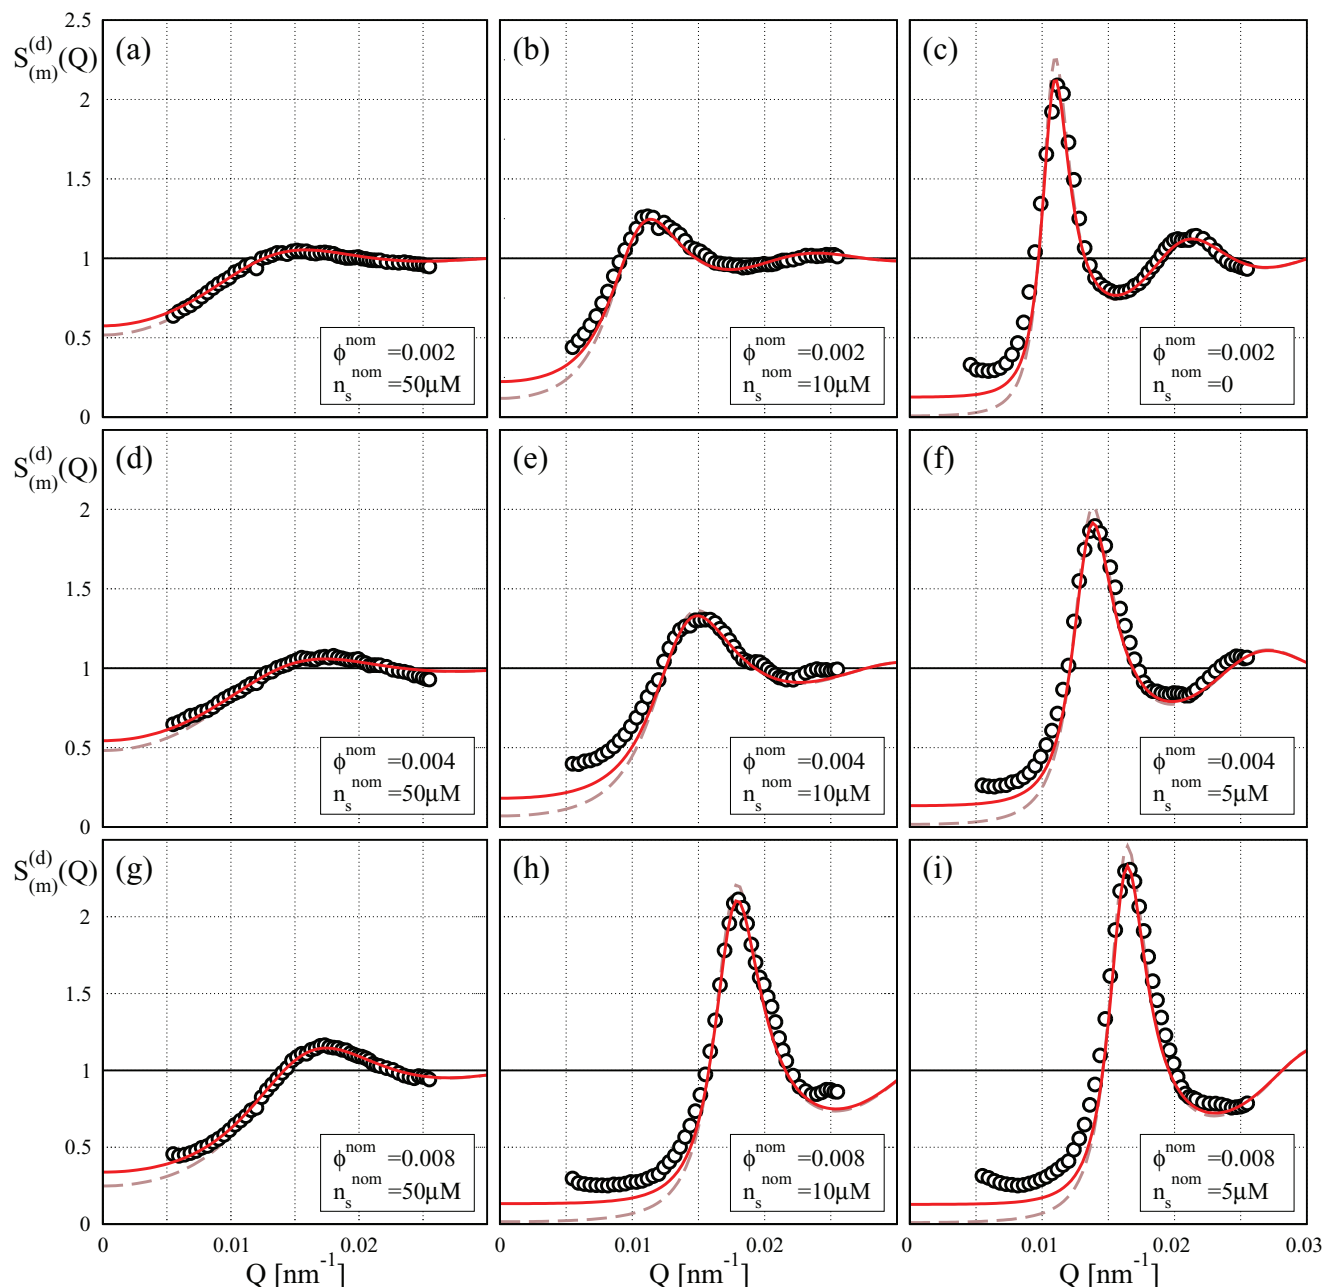 2.5
S(m)(d)(Q)
(a)
(b)
(c)
2
1.5
1
0.5
0
ϕnom=0.002
nsnom=50μM
ϕnom=0.002
nsnom=10μM
ϕnom=0.002
nsnom=0
S(m)(d)(Q)
(d)
(e)
(f)
2
1.5
1
0.5
0
ϕnom=0.004
nsnom=50μM
ϕnom=0.004
nsnom=10μM
ϕnom=0.004
nsnom=5μM
S(m)(d)(Q)
(g)
(h)
(i)
2
1.5
1
0.5
0
ϕnom=0.008
nsnom=50μM
ϕnom=0.008
nsnom=10μM
ϕnom=0.008
nsnom=5μM
0 0.01 0.02
0 0.01 0.02
0 0.01 0.02 0.03
Q [nm-1]
Q [nm-1]
Q [nm-1]